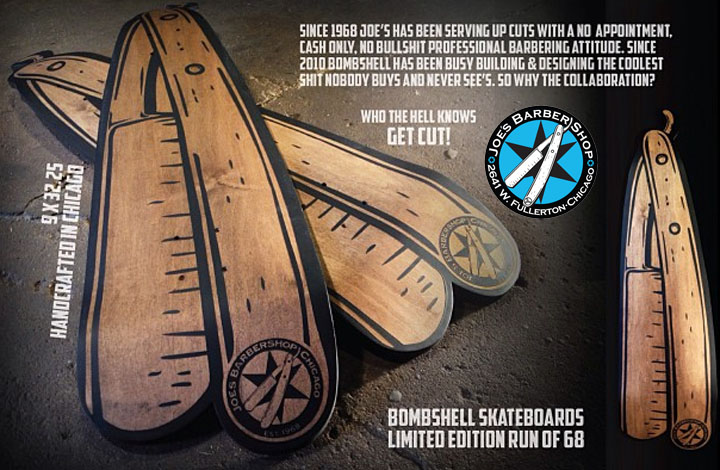 SINCE 1968 JOE'S HAS BEEN SERVING UP CUTS WITH A NO APPOINTMENT,
CASH ONLY, NO BULLSHIT PROFESSIONAL BARBERING ATTITUDE. SINCE
2010 BOMBSHELL HAS BEEN BUSY BUILDING & DESIGNING THE COOLEST
SHIT NOBODY BUYS AND NEVER SEE'S. SO WHY THE COLLABORATION?
WHO THE HELL KNOWS
GET CUT!
JOE'S BARBER SHOP
2641 W. FULLERTON-CHICAGO
9 X 32.25
HANDCRAFTED IN CHICAGO
JOES BARBERSHOP CHICAGO
EST. 1968
BOMBSHELL SKATEBOARDS
LIMITED EDITION RUN OF 68